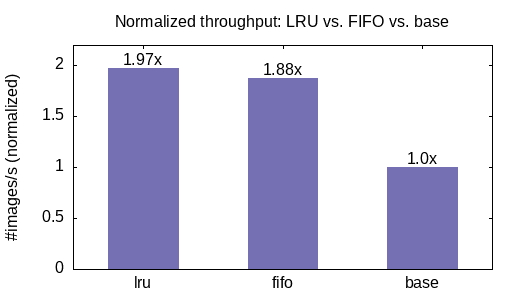 Normalized throughput: LRU vs. FIFO vs. base
#images/s (normalized)
2
1.5
1
0.5
0
1.97x
1.88x
1.0x
lru
fifo
base